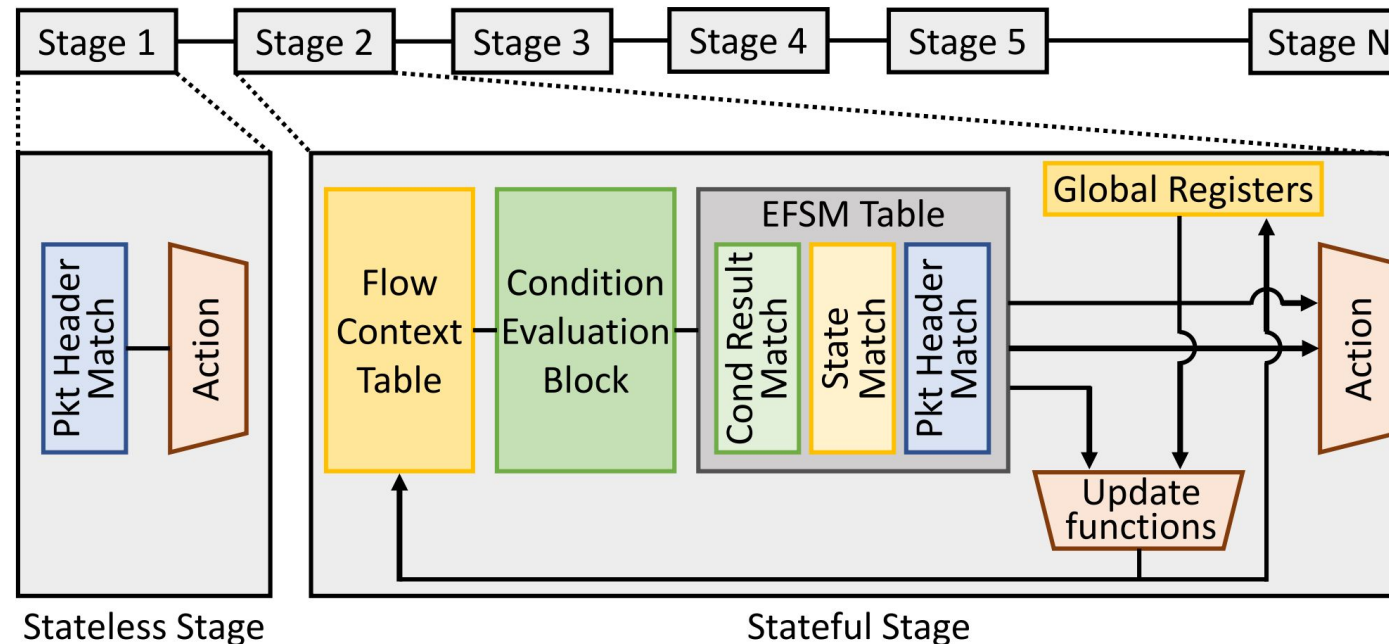 Stage 1
Stage 2
Stage 3
Stage 4
Stage 5
Stage N
Pkt Header
Match
Action
Flow
Context
Table
Condition
Evaluation
Block
EFSM Table
Cond Result
Match
State
Match
Pkt Header
Match
Global Registers
Update
functions
Action
Stateless Stage
Stateful Stage